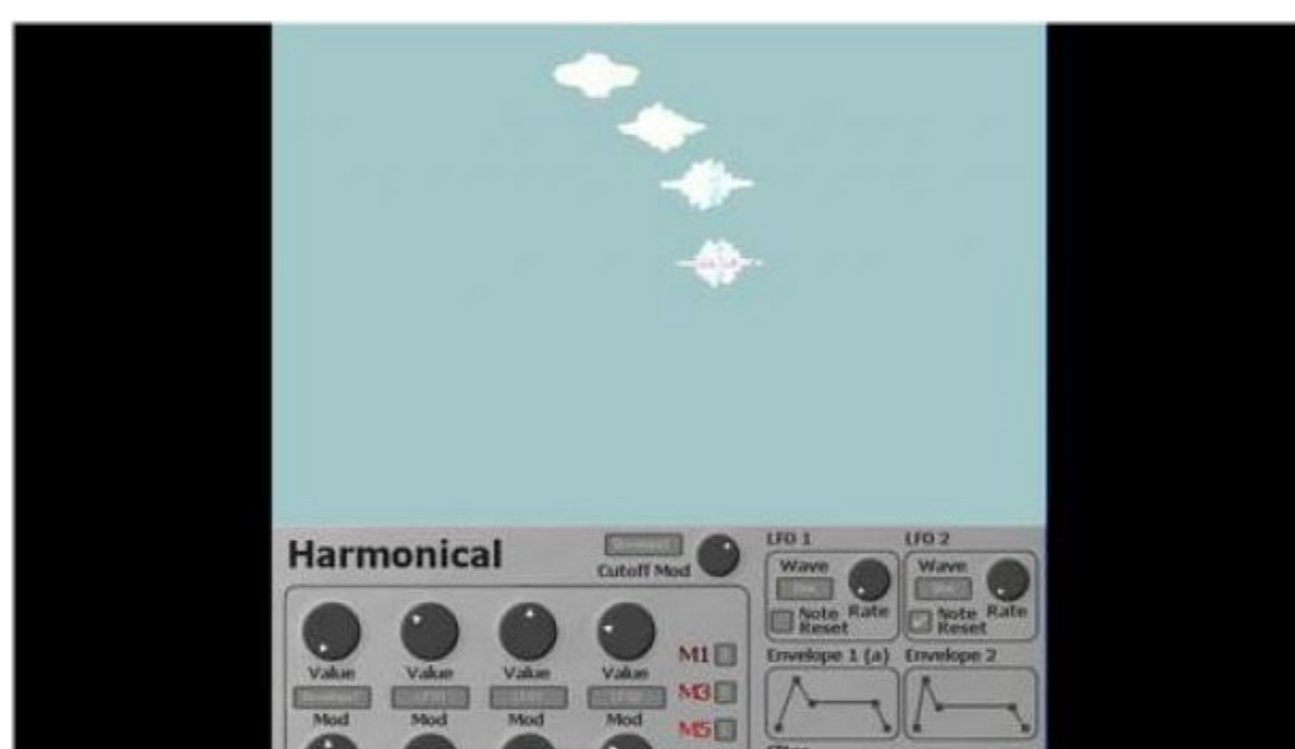 Harmonical
Cutoff Mod
LFO 1
LFO 2
Wave
Wave
Note Reset
Rate
Note Reset
Rate
Value
Value
Value
Value
M1
Envelope 1 (a)
Envelope 2
M3
Mod
Mod
Mod
Mod
M5